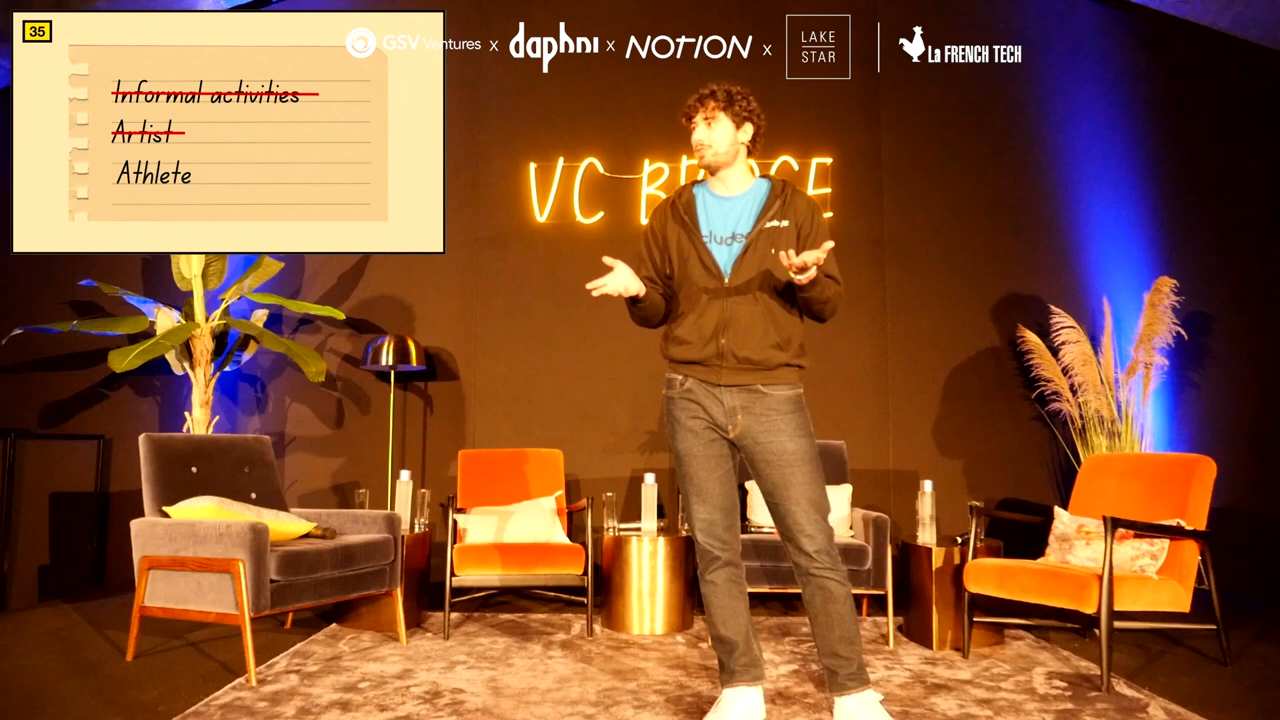 35
Informal activities
Artist
Athlete
GSV Ventures x daphni x NOTION x LAKE STAR La FRENCH TECH
VC